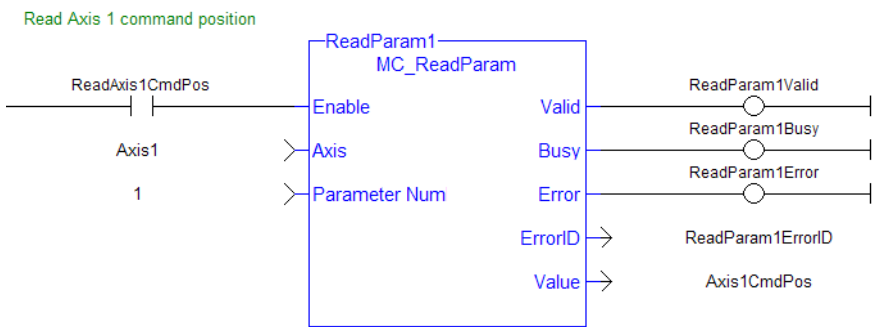 Read Axis 1 command position
ReadParam1
MC_ReadParam
ReadAxis1CmdPos
Enable
Valid
ReadParam1Valid
Axis1
Axis
Busy
ReadParam1Busy
1
Parameter Num
Error
ReadParam1Error
ErrorID
ReadParam1ErrorID
Value
Axis1CmdPos